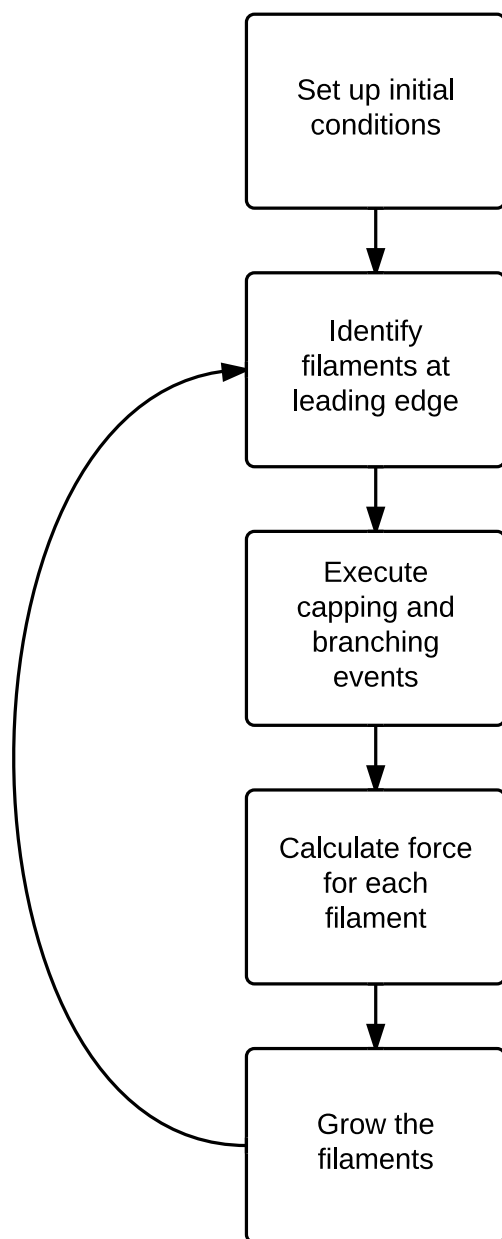 Set up initial
conditions
Identify
filaments at
leading edge
Execute
capping and
branching
events
Calculate force
for each
filament
Grow the
filaments